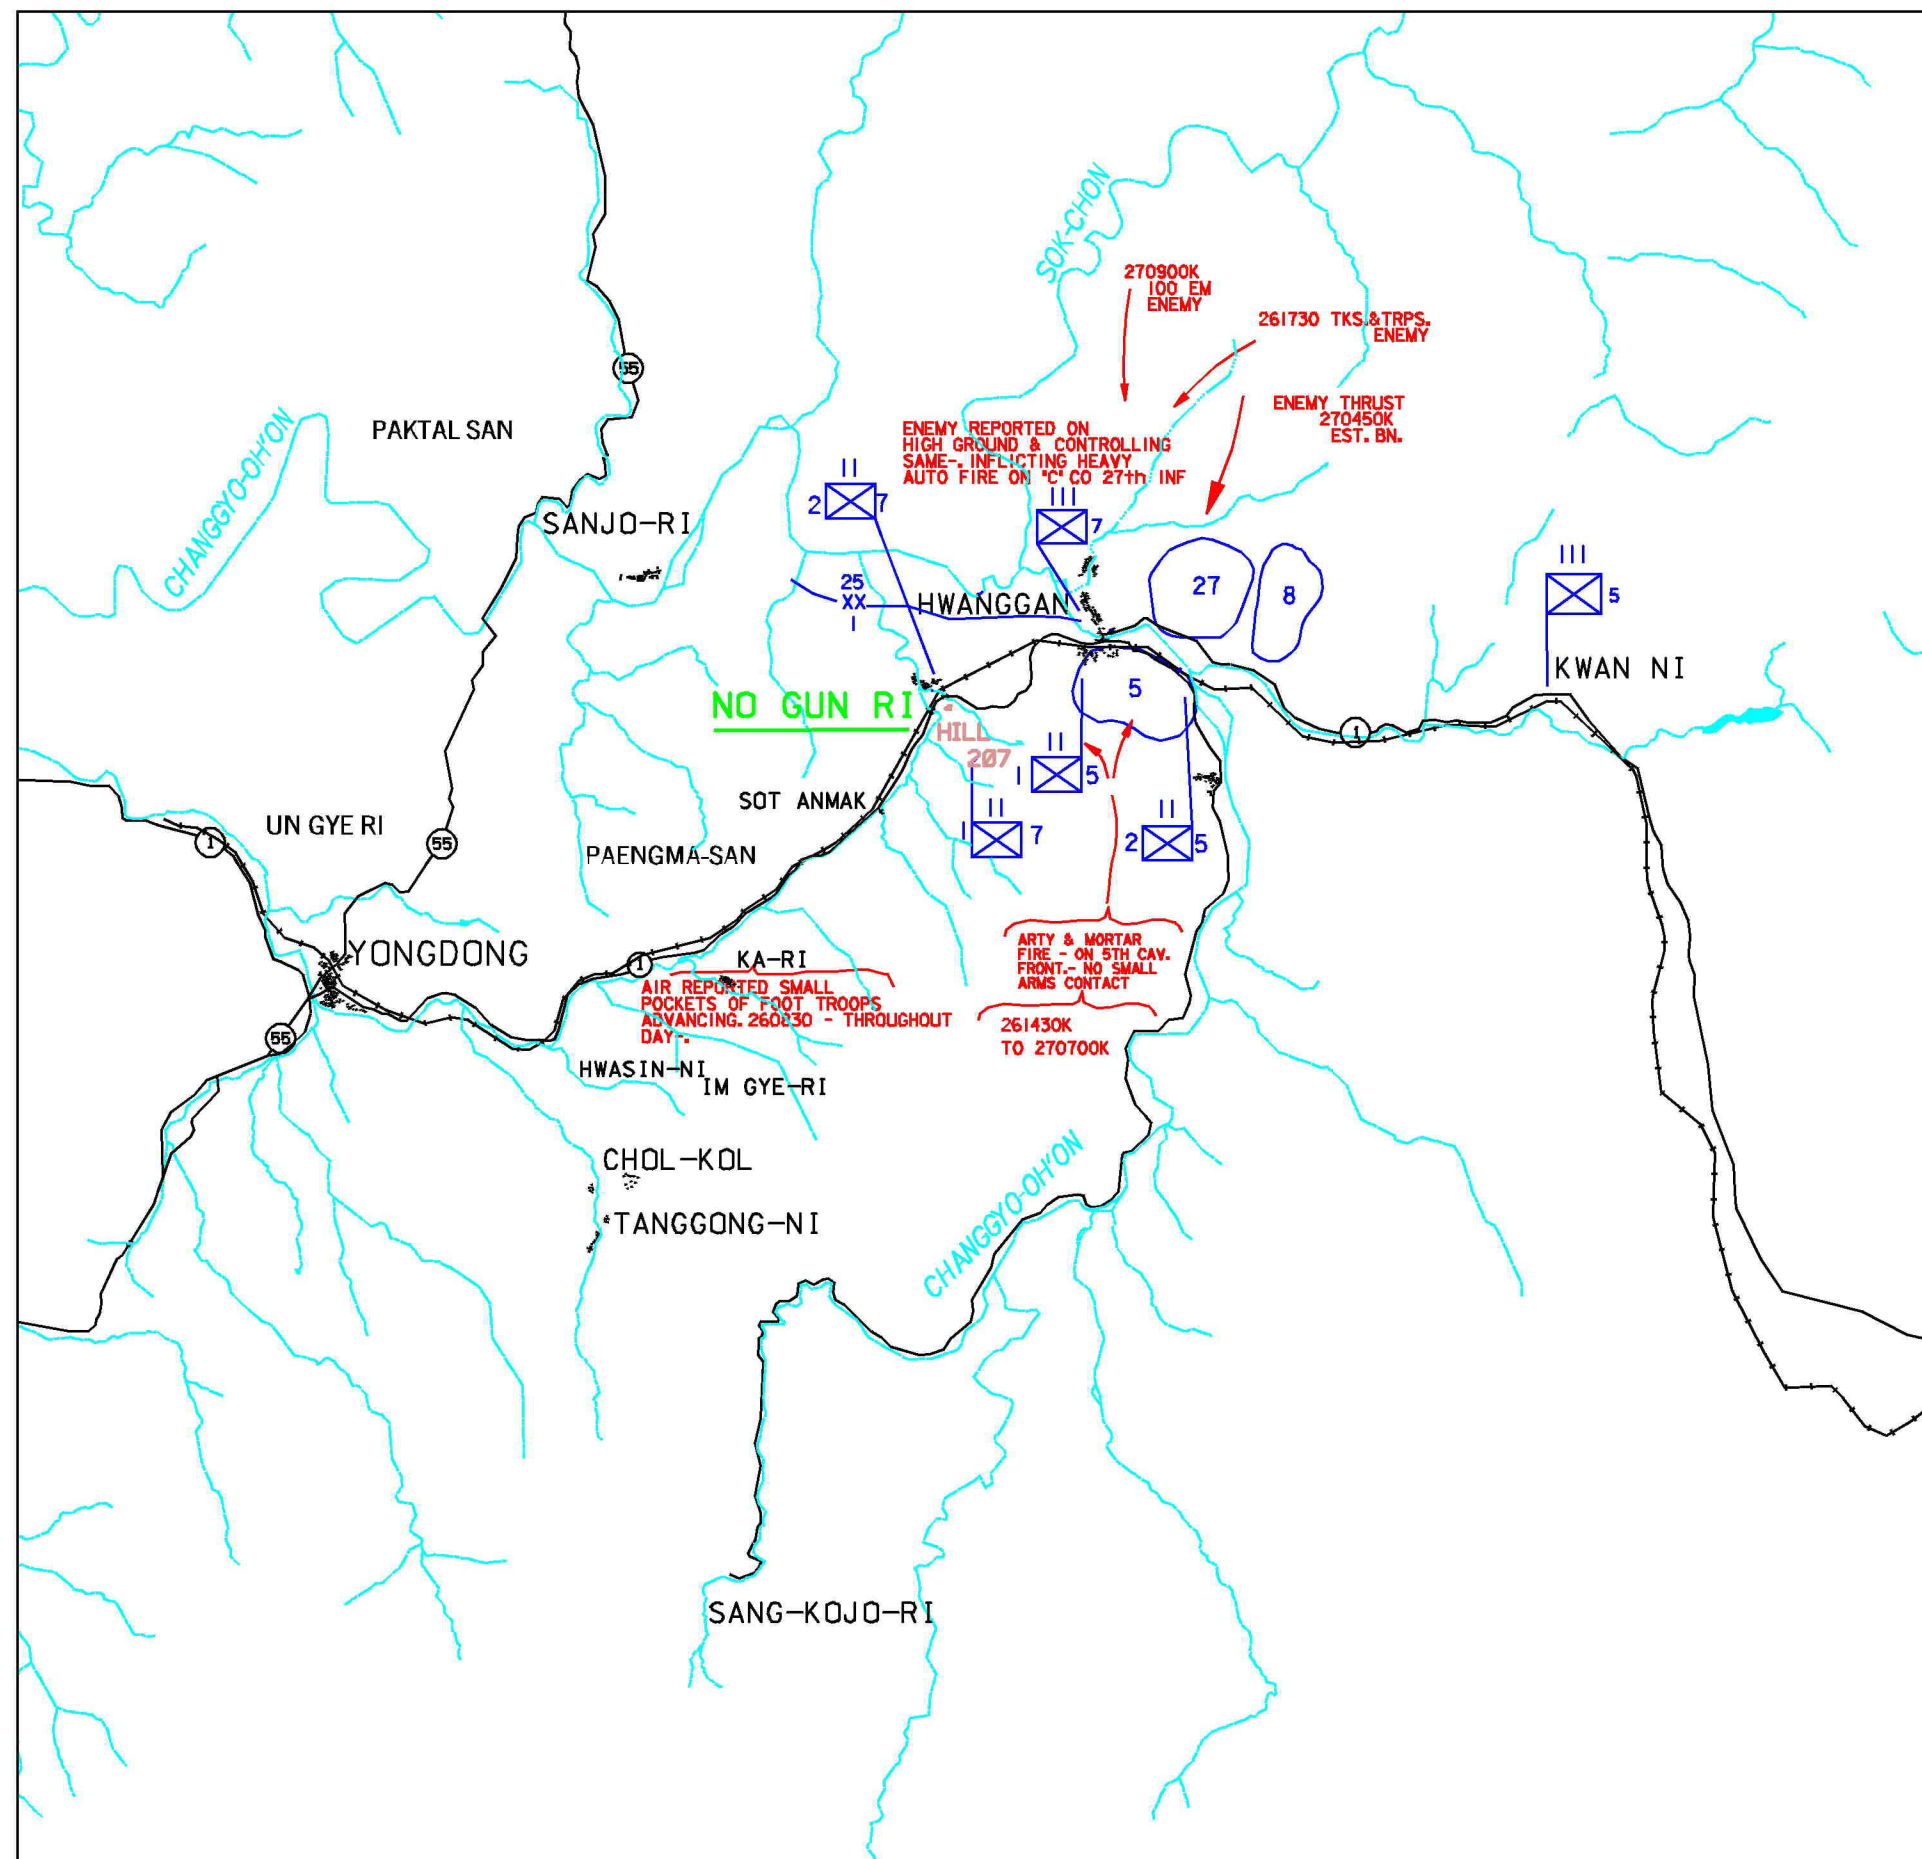 SOK-CHON
270900K
100 EM
ENEMY
261730 TKS.&TRPS.
ENEMY
55
ENEMY THRUST
270450K
EST. BN.
CHANGGYO-OH'ON
PAKTAL SAN
ENEMY REPORTED ON
HIGH GROUND & CONTROLLING
SAME-. INFLICTING HEAVY
AUTO FIRE ON "C" CO 27th INF
II
2 7
III
7
SANJO-RI
III
5
25
XX
I
HWANGGAN
27
8
KWAN NI
5
NO GUN RI
HILL
207
1
II
1 5
SOT ANMAK
II
1 7
II
2 5
UN GYE RI
1
55
PAENGMA-SAN
YONGDONG
1
KA-RI
AIR REPORTED SMALL
POCKETS OF FOOT TROOPS
ADVANCING. 260830 - THROUGHOUT
DAY-.
ARTY & MORTAR
FIRE - ON 5TH CAV.
FRONT.- NO SMALL
ARMS CONTACT
261430K
TO 270700K
55
HWASIN-NI
IM GYE-RI
CHOL-KOL
TANGGONG-NI
CHANGGYO-OH'ON
SANG-KOJO-RI